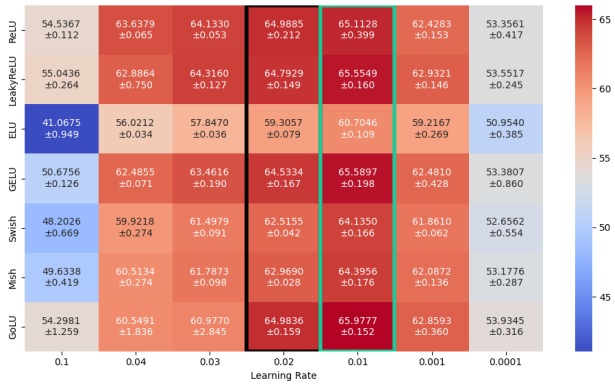 ReLU
54.5367 63.6379 64.1330 64.9885 65.1128 62.4283 53.3561
±0.112 ±0.065 ±0.053 ±0.212 ±0.399 ±0.153 ±0.417
LeakyReLU
55.0436 62.8864 64.3160 64.7929 65.5549 62.9321 53.5517
±0.264 ±0.750 ±0.127 ±0.149 ±0.160 ±0.146 ±0.245
ELU
41.0675 56.0212 57.8470 59.3057 60.7046 59.2167 50.9540
±0.949 ±0.034 ±0.036 ±0.079 ±0.109 ±0.269 ±0.385
GELU
50.6756 62.4855 63.4616 64.5334 65.5897 62.4810 53.3807
±0.126 ±0.071 ±0.190 ±0.167 ±0.198 ±0.428 ±0.860
Swish
48.2026 59.9218 61.4979 62.5155 64.1350 61.8610 52.6562
±0.669 ±0.274 ±0.091 ±0.042 ±0.166 ±0.062 ±0.554
Mish
49.6338 60.5134 61.7873 62.9690 64.3956 62.0872 53.1776
±0.419 ±0.274 ±0.098 ±0.028 ±0.176 ±0.136 ±0.287
GoLU
54.2981 60.5491 60.9770 64.9836 65.9777 62.8593 53.9345
±1.259 ±1.836 ±2.845 ±0.159 ±0.152 ±0.360 ±0.316
0.1 0.04 0.03 0.02 0.01 0.001 0.0001
Learning Rate
65
60
55
50
45